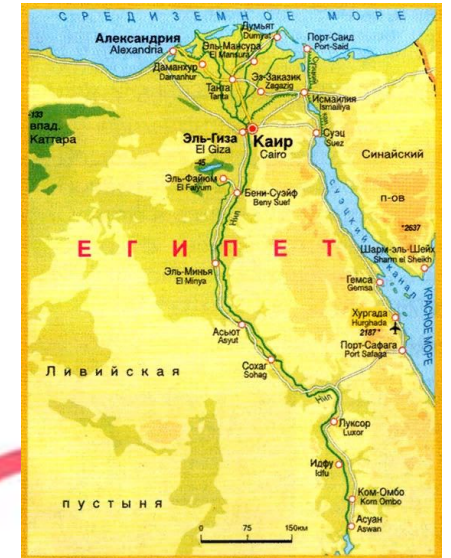 СРЕДИЗЕМНОЕ МОРЕ
Думьят
Dumyat
Александрия
Alexandria
Порт-Саид
Port-Said
Эль-Мансура
El Mansura
Даманхур
Damanhur
Эз-Заказик
Zagazig
Танта
Tanta
Исмаилия
Ismailiya
-133
впад.
Каттара
Эль-Гиза
El Giza
Каир
Cairo
Суэц
Suez
Синайский
п-ов
-45
Эль-Файюм
El Faiyum
Бени-Суэйф
Beny Suef
Нил
суэцкий канал
2637
ЕГИПЕТ
Шарм-эль-Шейх
Sharm el Sheikh
Эль-Минья
El Minya
Гемса
Gemsa
КРАСНОЕ МОРЕ
Хургада
Hurghada
2187
Асьют
Asyut
Порт-Сафага
Port Safaga
Сохаг
Sohag
Ливийская
Нил
Луксор
Luxor
Идфу
Idfu
Ком-Омбо
Kom Ombo
пустыня
Асуан
Aswan
0 75 150км